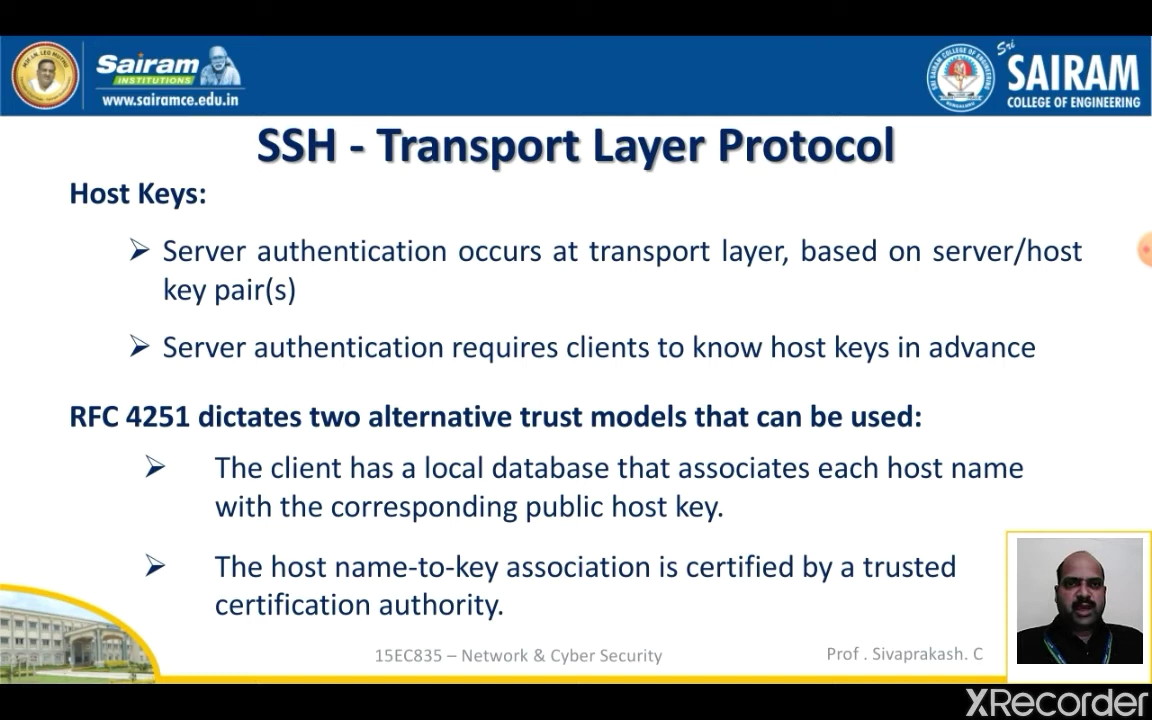 Sairam
INSTITUTIONS
www.sairamce.edu.in
Sri
SAIRAM
COLLEGE OF ENGINEERING
SSH - Transport Layer Protocol
Host Keys:
➢ Server authentication occurs at transport layer, based on server/host
key pair(s)
➢ Server authentication requires clients to know host keys in advance
RFC 4251 dictates two alternative trust models that can be used:
➢ The client has a local database that associates each host name
with the corresponding public host key.
➢ The host name-to-key association is certified by a trusted
certification authority.
15EC835 – Network & Cyber Security
Prof . Sivaprakash. C
XRecorder